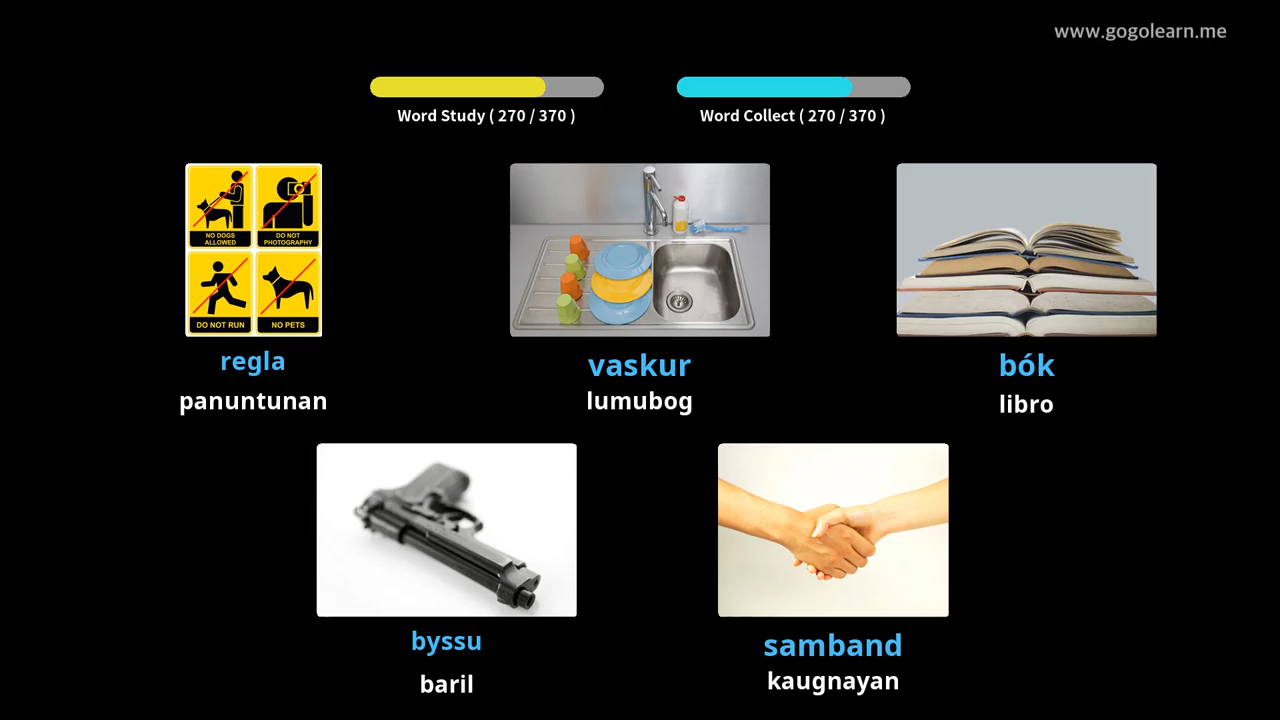 www.gogolearn.me
Word Study ( 270 / 370 )
Word Collect ( 270 / 370 )
NO DOGS
ALLOWED
DO NOT
PHOTOGRAPHY
DO NOT RUN
NO PETS
regla
panuntunan
vaskur
lumubog
bók
libro
byssu
baril
samband
kaugnayan